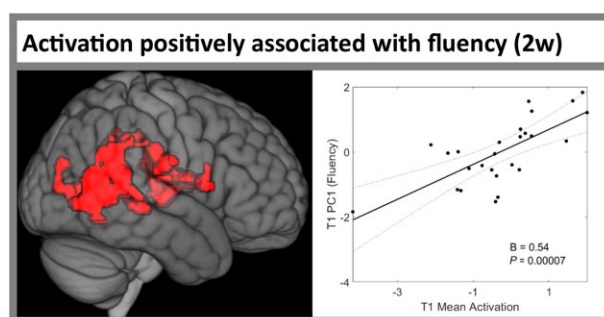 Activation positively associated with fluency (2w)
2
0
-2
-4
T1 PC1 (Fluency)
B = 0.54
P = 0.00007
-3
-1
1
T1 Mean Activation